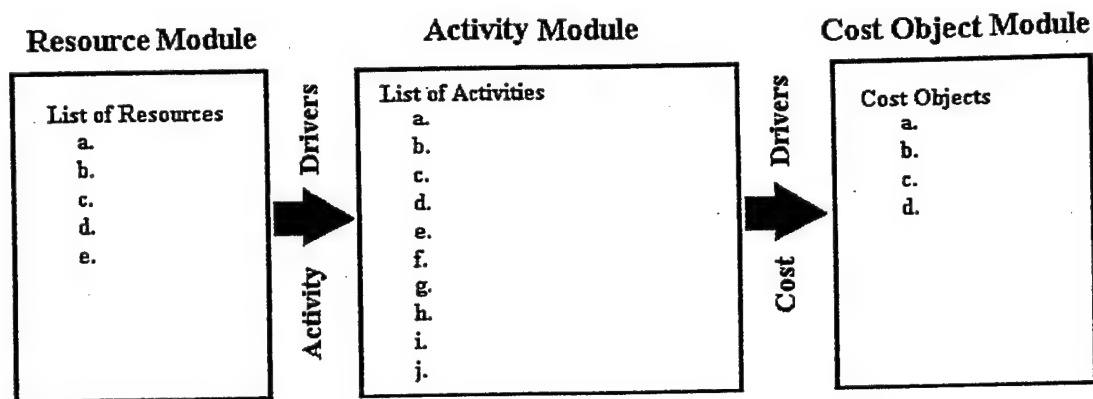 Resource Module
List of Resources
a.
b.
c.
d.
e.
Activity Drivers
Activity Module
List of Activities
a.
b.
c.
d.
e.
f.
g.
h.
i.
j.
Cost Drivers
Cost Object Module
Cost Objects
a.
b.
c.
d.